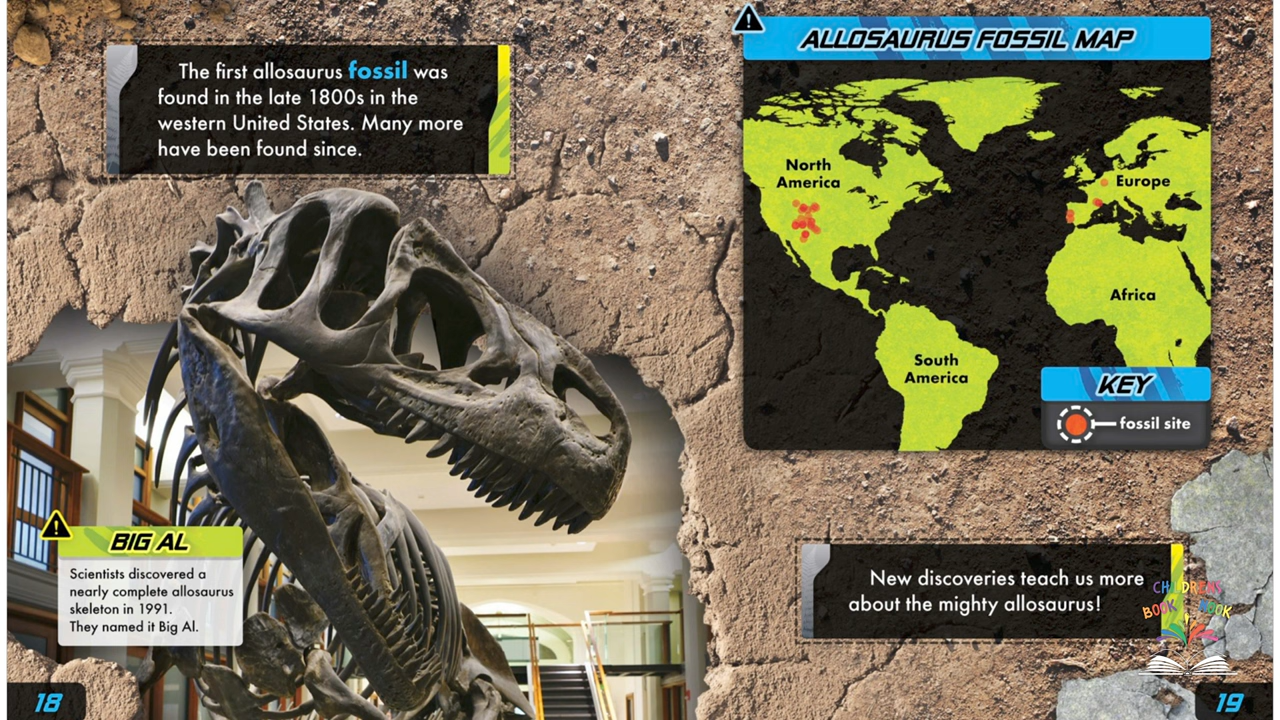 The first allosaurus fossil was
found in the late 1800s in the
western United States. Many more
have been found since.
BIG AL
Scientists discovered a
nearly complete allosaurus
skeleton in 1991.
They named it Big Al.
18
ALLOSAURUS FOSSIL MAP
North
America
Europe
Africa
South
America
KEY
fossil site
New discoveries teach us more
about the mighty allosaurus!
CHILDRENS
BOOK
NOOK
19